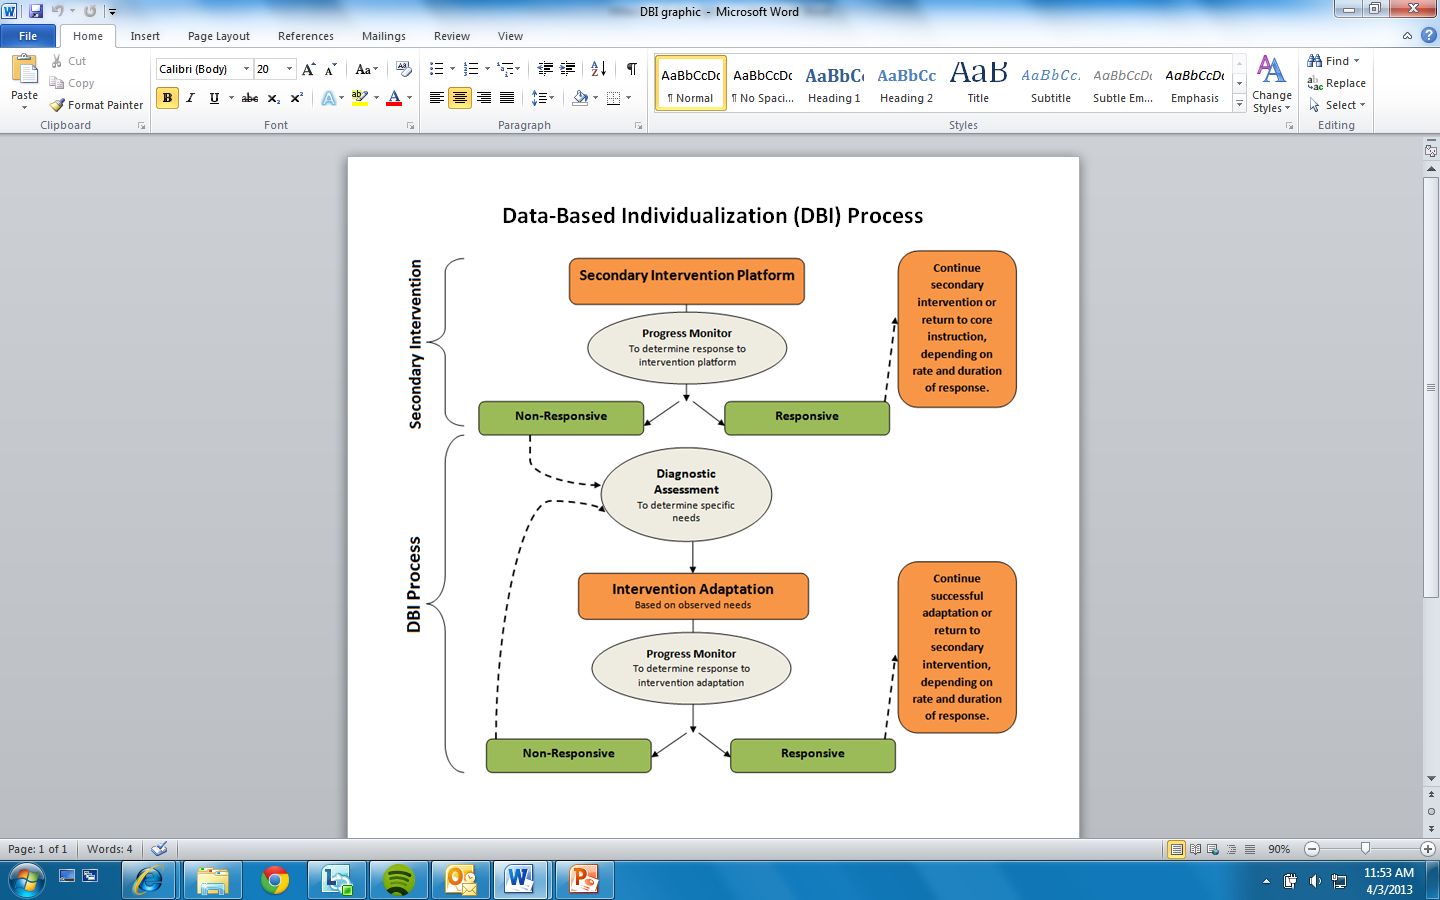 DBI graphic - Microsoft Word
File Home Insert Page Layout References Mailings Review View
Paste
Cut
Copy
Format Painter
Clipboard
Calibri (Body) 20
Font
Paragraph
AaBbCcDc AaBbCcDc AaBbCc AaBbCc AaB AaBbCc. AaBbCcDc AaBbCcDc
¶ Normal ¶ No Spaci... Heading 1 Heading 2 Title Subtitle Subtle Em... Emphasis
Change
Styles
Styles
Find
Replace
Select
Editing
Data-Based Individualization (DBI) Process
Secondary Intervention
Secondary Intervention Platform
Progress Monitor
To determine response to
intervention platform
Non-Responsive
Responsive
Continue
secondary
intervention or
return to core
instruction,
depending on
rate and duration
of response.
DBI Process
Diagnostic
Assessment
To determine specific
needs
Intervention Adaptation
Based on observed needs
Progress Monitor
To determine response to
intervention adaptation
Non-Responsive
Responsive
Continue
successful
adaptation or
return to
secondary
intervention,
depending on
rate and duration
of response.
Page: 1 of 1 Words: 4
90%
11:53 AM
4/3/2013